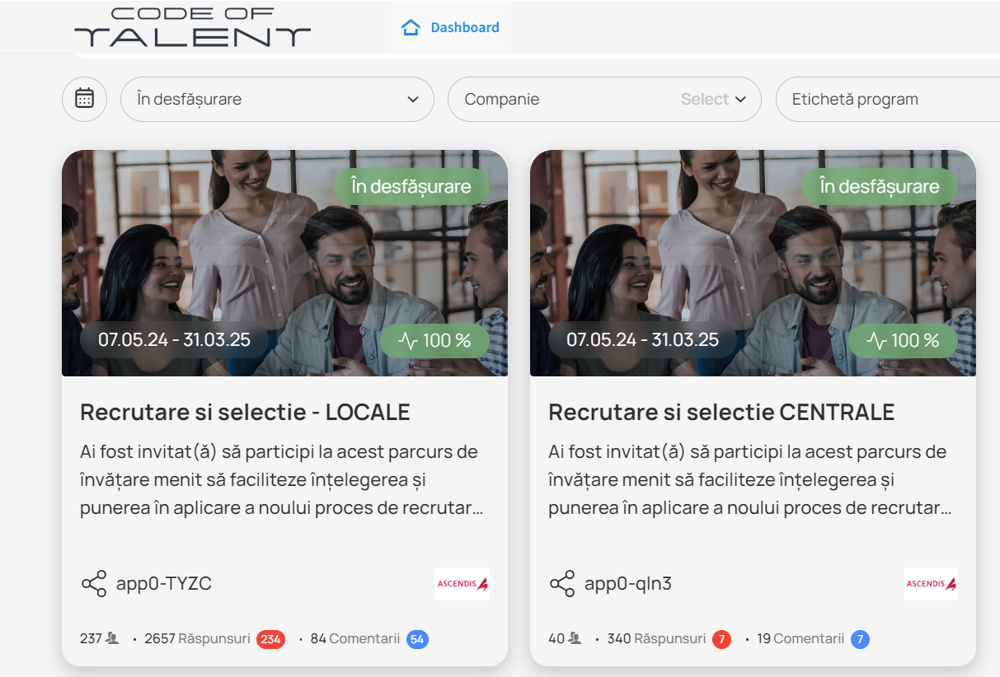 CODE OF
TALENT
Dashboard
În desfășurare
Companie Select
Etichetă program
În desfășurare
07.05.24 - 31.03.25
100 %
Recrutare si selectie - LOCALE
Ai fost invitat(ă) să participi la acest parcurs de
învățare menit să faciliteze înțelegerea și
punerea în aplicare a noului proces de recrutar...
app0-TYZC
ASCENDIS
237 · 2657 Răspunsuri 234 · 84 Comentarii 54
În desfășurare
07.05.24 - 31.03.25
100 %
Recrutare si selectie CENTRALE
Ai fost invitat(ă) să participi la acest parcurs de
învățare menit să faciliteze înțelegerea și
punerea în aplicare a noului proces de recrutar...
app0-qln3
ASCENDIS
40 · 340 Răspunsuri 7 · 19 Comentarii 7